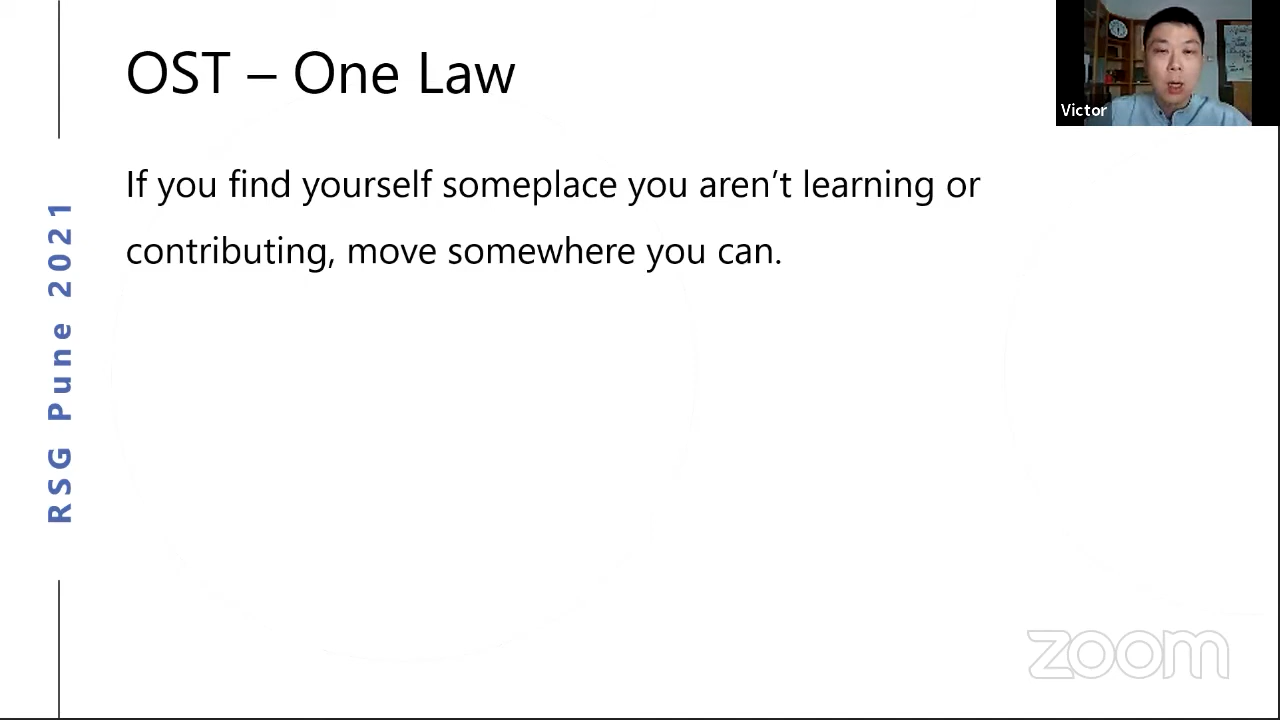 OST – One Law
Victor
If you find yourself someplace you aren’t learning or
contributing, move somewhere you can.
RSG Pune 2021
zoom